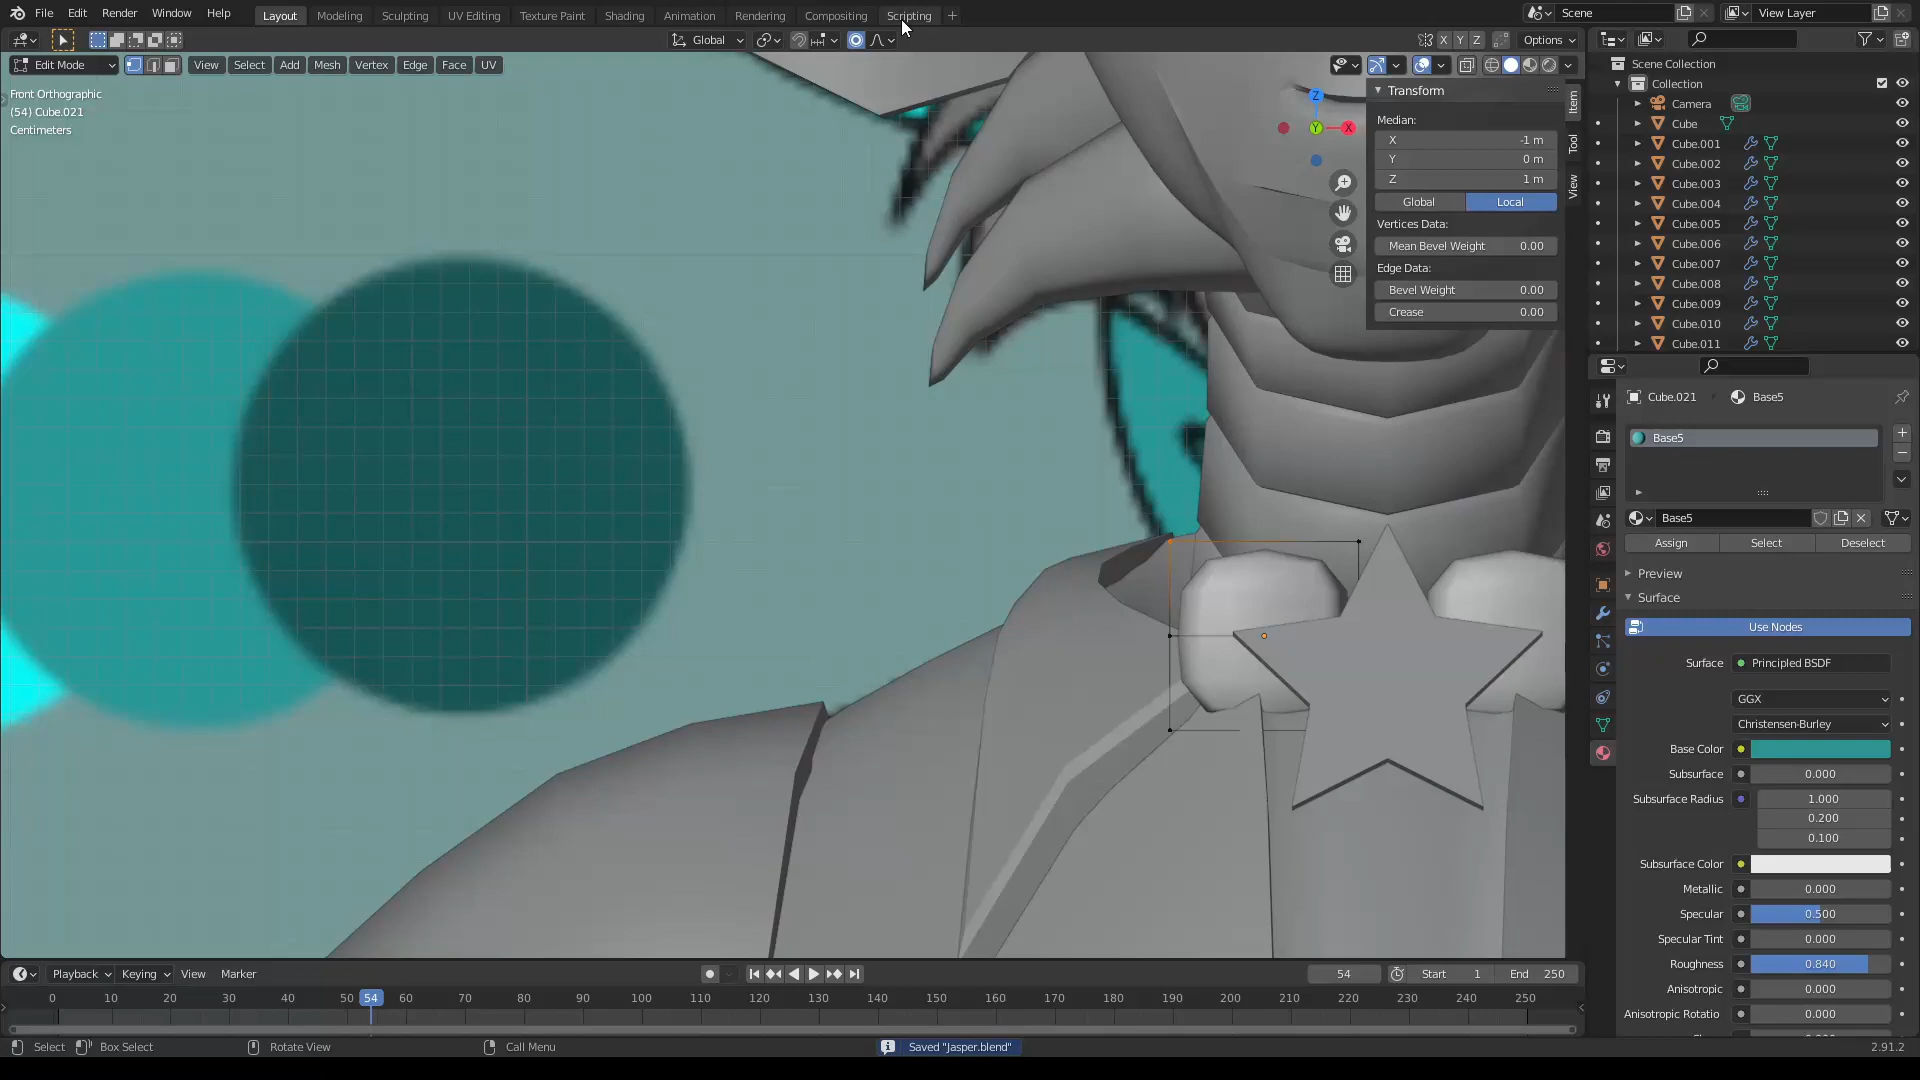 File Edit Render Window Help Layout Modeling Sculpting UV Editing Texture Paint Shading Animation Rendering Compositing Scripting + Scene View Layer
Global X Y Z Options
Edit Mode View Select Add Mesh Vertex Edge Face UV
Front Orthographic
(54) Cube.021
Centimeters
Z
Y
X
Transform
Median:
X -1 m
Y 0 m
Z 1 m
Global Local
Vertices Data:
Mean Bevel Weight 0.00
Edge Data:
Bevel Weight 0.00
Crease 0.00
Item
Tool
View
Scene Collection
Collection
Camera
Cube
Cube.001
Cube.002
Cube.003
Cube.004
Cube.005
Cube.006
Cube.007
Cube.008
Cube.009
Cube.010
Cube.011
Cube.021 Base5
Base5
Base5
Assign Select Deselect
Preview
Surface
Use Nodes
Surface Principled BSDF
GGX
Christensen-Burley
Base Color
Subsurface 0.000
Subsurface Radius 1.000
0.200
0.100
Subsurface Color
Metallic 0.000
Specular 0.500
Specular Tint 0.000
Roughness 0.840
Anisotropic 0.000
Anisotropic Rotatio 0.000
Playback Keying View Marker 54 Start 1 End 250
0 10 20 30 40 50 54 60 70 80 90 100 110 120 130 140 150 160 170 180 190 200 210 220 230 240 250
Select Box Select Rotate View Call Menu Saved "Jasper.blend" 2.91.2